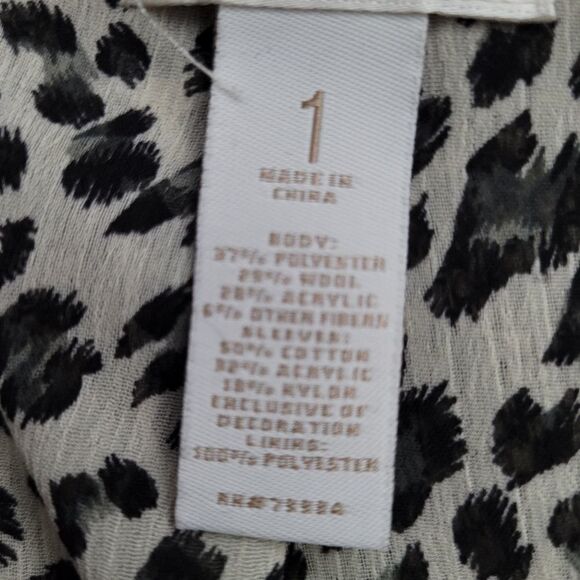 1
MADE IN
CHINA
BODY:
37% POLYESTER
29% WOOL
28% ACRYLIC
6% OTHER FIBERS
SLEEVES:
50% COTTON
32% ACRYLIC
18% NYLON
EXCLUSIVE OF
DECORATION
LINING:
100% POLYESTER